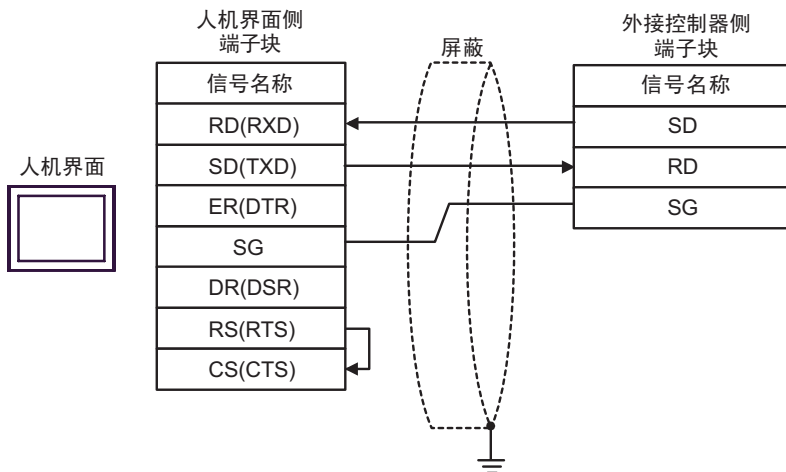 人机界面侧
端子块
信号名称
RD(RXD)
SD(TXD)
ER(DTR)
SG
DR(DSR)
RS(RTS)
CS(CTS)
人机界面
屏蔽
外接控制器侧
端子块
信号名称
SD
RD
SG